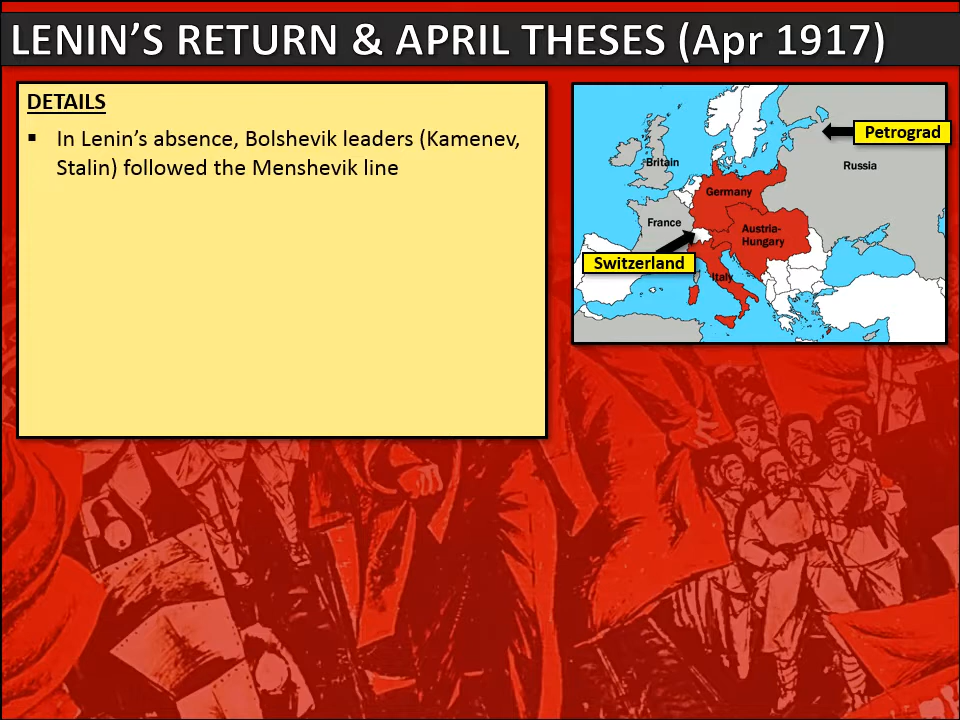 LENIN’S RETURN & APRIL THESES (Apr 1917)
DETAILS
▪ In Lenin’s absence, Bolshevik leaders (Kamenev,
Stalin) followed the Menshevik line
Petrograd
Britain
Russia
Germany
France
Austria-
Hungary
Switzerland
Italy